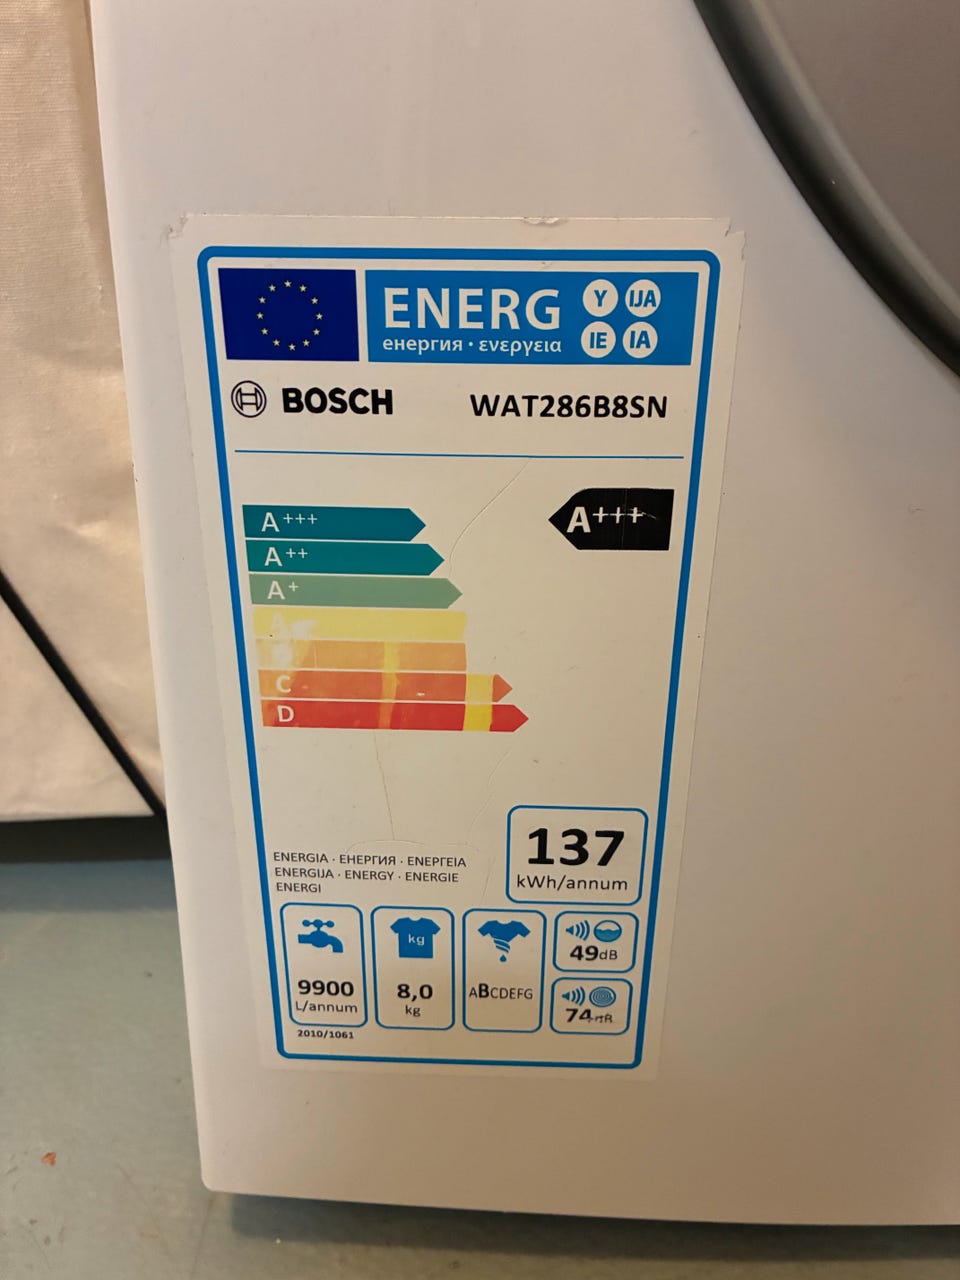 ENERG Y IJA
енергия · ενεργεια IE IA
BOSCH WAT286B8SN
A+++ A+++
A++
A+
A
C
D
137
kWh/annum
ENERGIA · ЕНЕРГИЯ · ΕΝΕΡΓΕΙΑ
ENERGIJA · ENERGY · ENERGIE
ENERGI
kg
9900
L/annum
8,0
kg
ABCDEFG
49dB
74dB
2010/1061